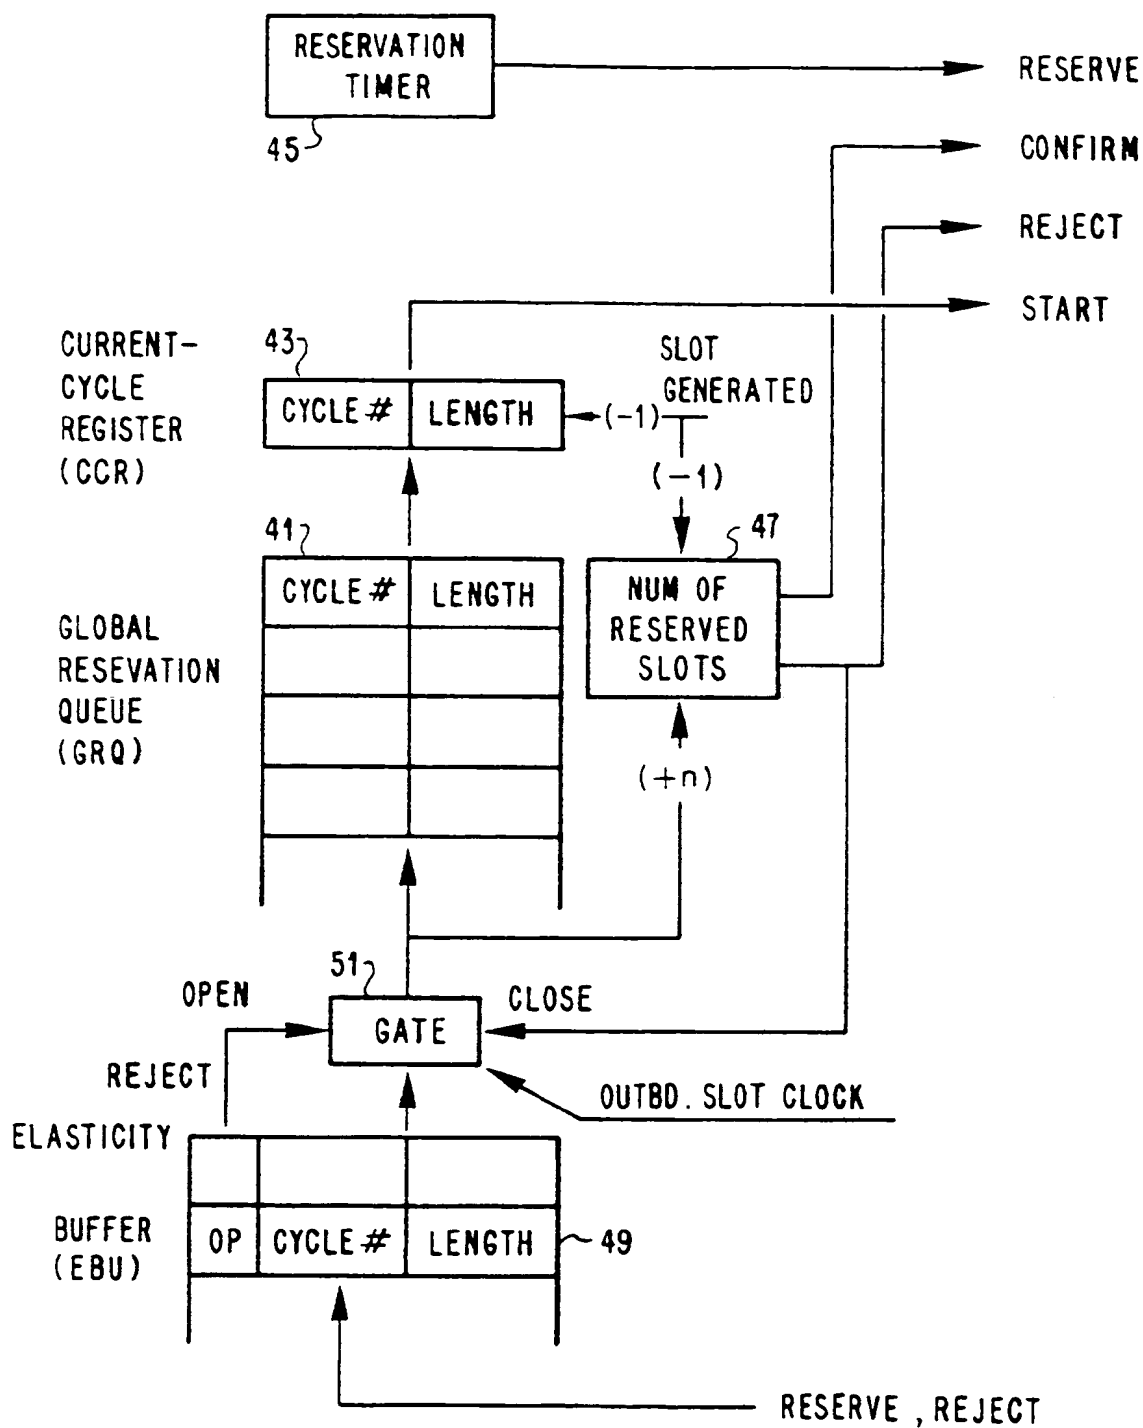 RESERVATION
TIMER
45
RESERVE
CONFIRM
REJECT
START
CURRENT-
CYCLE
REGISTER
(CCR)
43
CYCLE# LENGTH
SLOT
GENERATED
(-1)
(-1)
41
CYCLE# LENGTH
47
NUM OF
RESERVED
SLOTS
GLOBAL
RESEVATION
QUEUE
(GRQ)
(+n)
51
OPEN
GATE
CLOSE
REJECT
OUTBD. SLOT CLOCK
ELASTICITY
BUFFER
(EBU)
OP CYCLE# LENGTH
49
RESERVE , REJECT